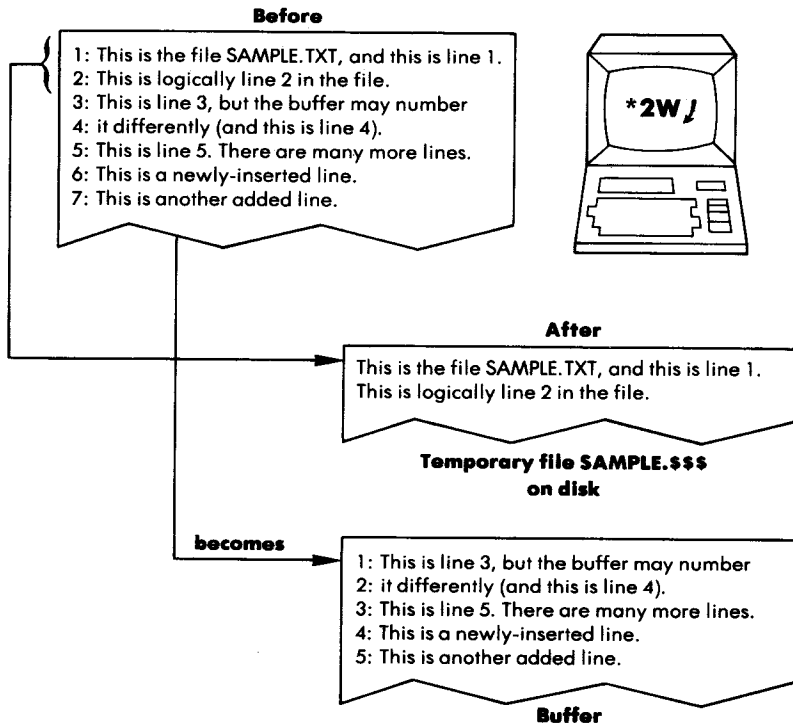 Before
1: This is the file SAMPLE.TXT, and this is line 1.
2: This is logically line 2 in the file.
3: This is line 3, but the buffer may number
4: it differently (and this is line 4).
5: This is line 5. There are many more lines.
6: This is a newly-inserted line.
7: This is another added line.
*2W↲
After
This is the file SAMPLE.TXT, and this is line 1.
This is logically line 2 in the file.
Temporary file SAMPLE.$$$
on disk
becomes
1: This is line 3, but the buffer may number
2: it differently (and this is line 4).
3: This is line 5. There are many more lines.
4: This is a newly-inserted line.
5: This is another added line.
Buffer